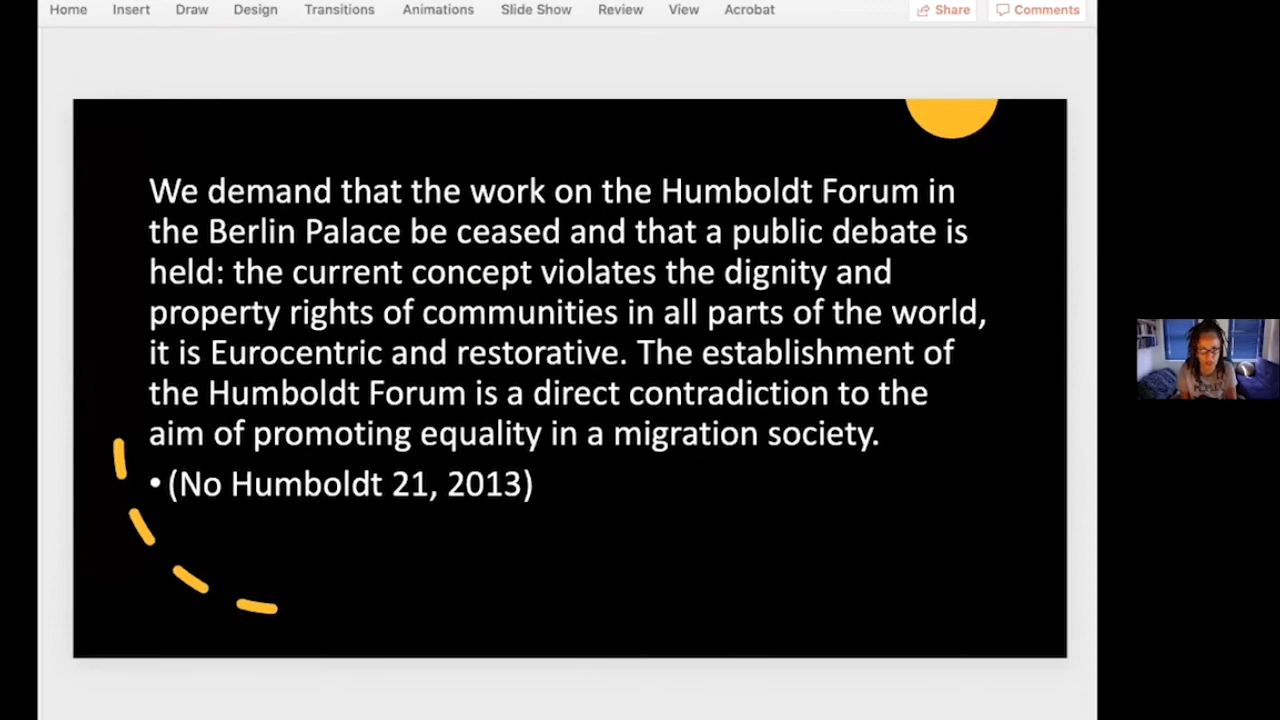 Home Insert Draw Design Transitions Animations Slide Show Review View Acrobat Share Comments
We demand that the work on the Humboldt Forum in
the Berlin Palace be ceased and that a public debate is
held: the current concept violates the dignity and
property rights of communities in all parts of the world,
it is Eurocentric and restorative. The establishment of
the Humboldt Forum is a direct contradiction to the
aim of promoting equality in a migration society.
• (No Humboldt 21, 2013)